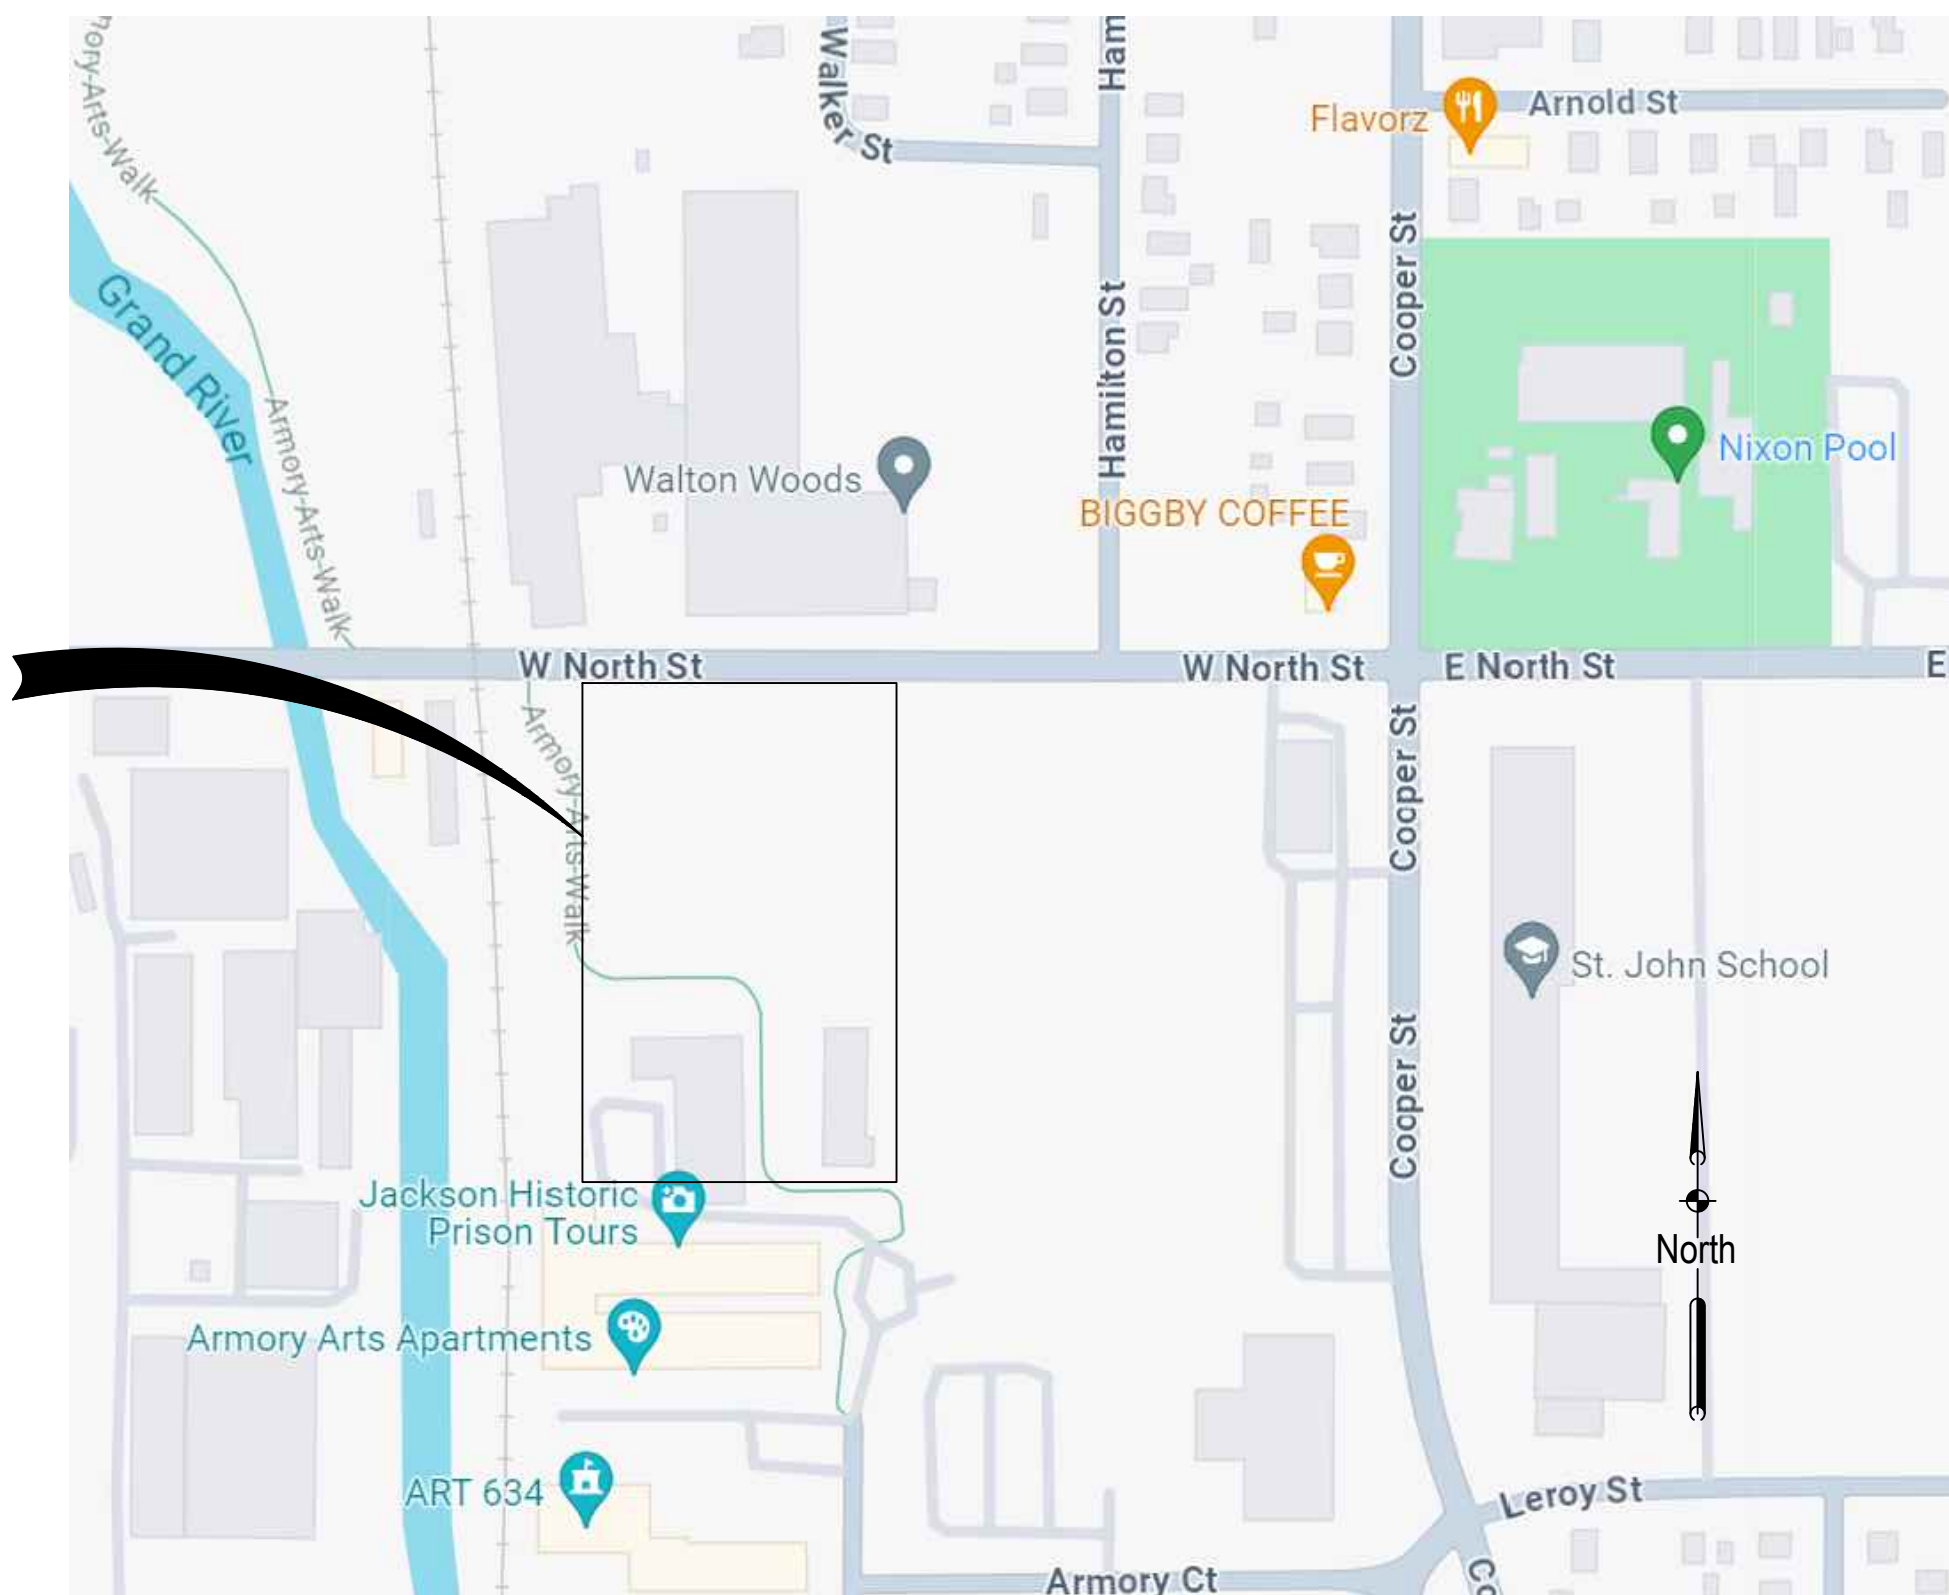 ory-Arts-Walk
Walker St
Ham
Flavorz
Arnold St
Cooper St
Grand River
Hamilton St
Armory-Arts-Walk
Walton Woods
Nixon Pool
BIGGBY COFFEE
W North St
W North St
E North St
E
Armory-Arts-Walk
Cooper St
St. John School
Cooper St
Jackson Historic
Prison Tours
North
Armory Arts Apartments
ART 634
Leroy St
Armory Ct
Co